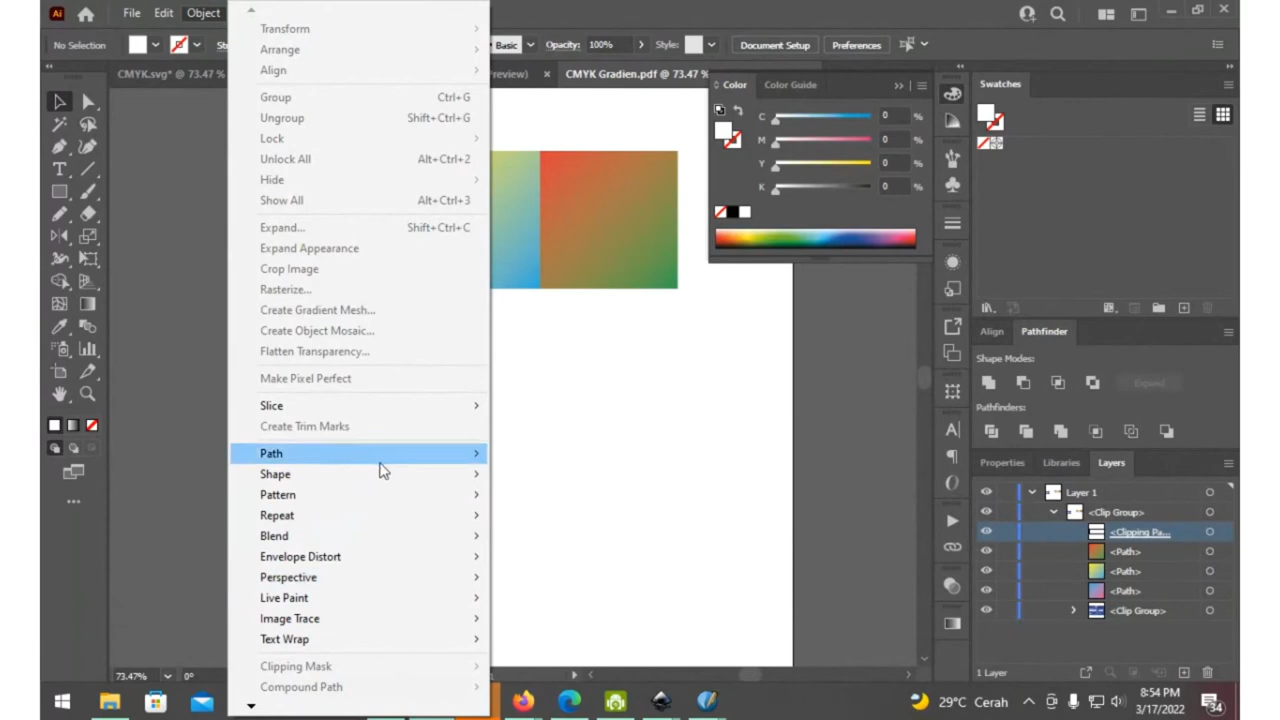 Ai
File Edit Object
No Selection
St
Basic
Opacity: 100%
Style:
Document Setup
Preferences
CMYK.svg* @ 73.47 %
review)
×
CMYK Gradien.pdf @ 73.47 %
Transform
Arrange
Align
Group Ctrl+G
Ungroup Shift+Ctrl+G
Lock
Unlock All Alt+Ctrl+2
Hide
Show All Alt+Ctrl+3
Expand... Shift+Ctrl+C
Expand Appearance
Crop Image
Rasterize...
Create Gradient Mesh...
Create Object Mosaic...
Flatten Transparency...
Make Pixel Perfect
Slice
Create Trim Marks
Path
Shape
Pattern
Repeat
Blend
Envelope Distort
Perspective
Live Paint
Image Trace
Text Wrap
Clipping Mask
Compound Path
Color Color Guide
C 0 %
M 0 %
Y 0 %
K 0 %
Swatches
Align Pathfinder
Shape Modes:
Expand
Pathfinders:
Properties Libraries Layers
Layer 1
<Clip Group>
<Clipping Pa...
<Path>
<Path>
<Path>
<Clip Group>
1 Layer
73.47% 0°
29°C Cerah
8:54 PM
3/17/2022
34